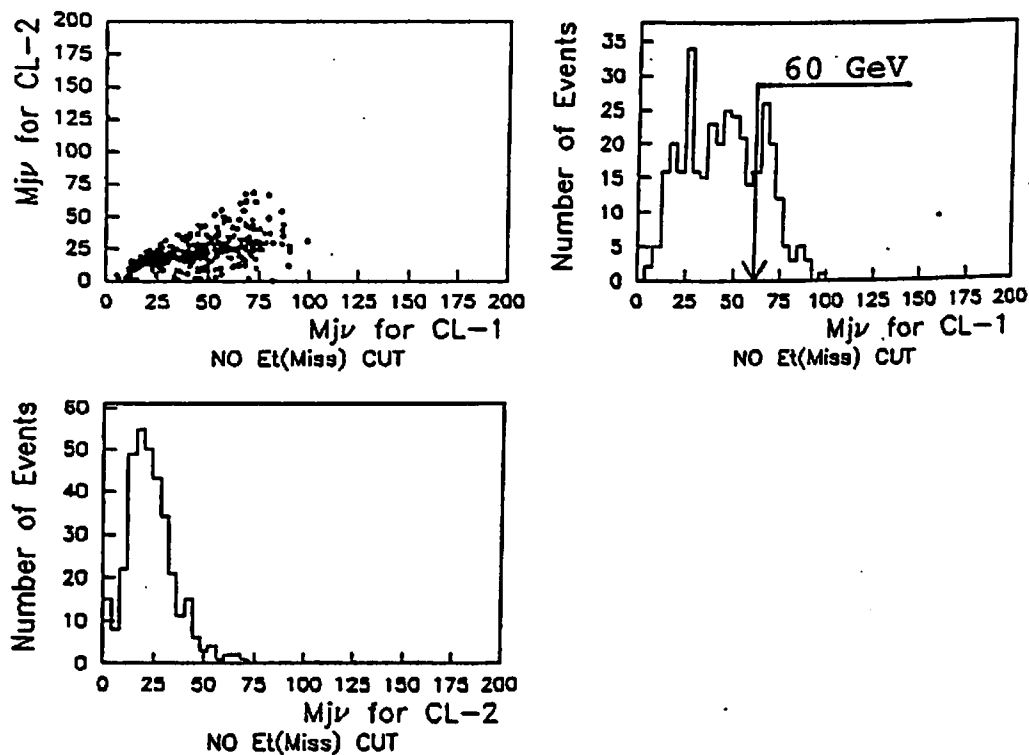 Mjν for CL-2
200
175
150
125
100
75
50
25
0
0 25 50 75 100 125 150 175 200
Mjν for CL-1
NO Et(Miss) CUT
Number of Events
35
30
25
20
15
10
5
0
60 GeV
0 25 50 75 100 125 150 175 200
Mjν for CL-1
NO Et(Miss) CUT
Number of Events
60
50
40
30
20
10
0
0 25 50 75 100 125 150 175 200
Mjν for CL-2
NO Et(Miss) CUT